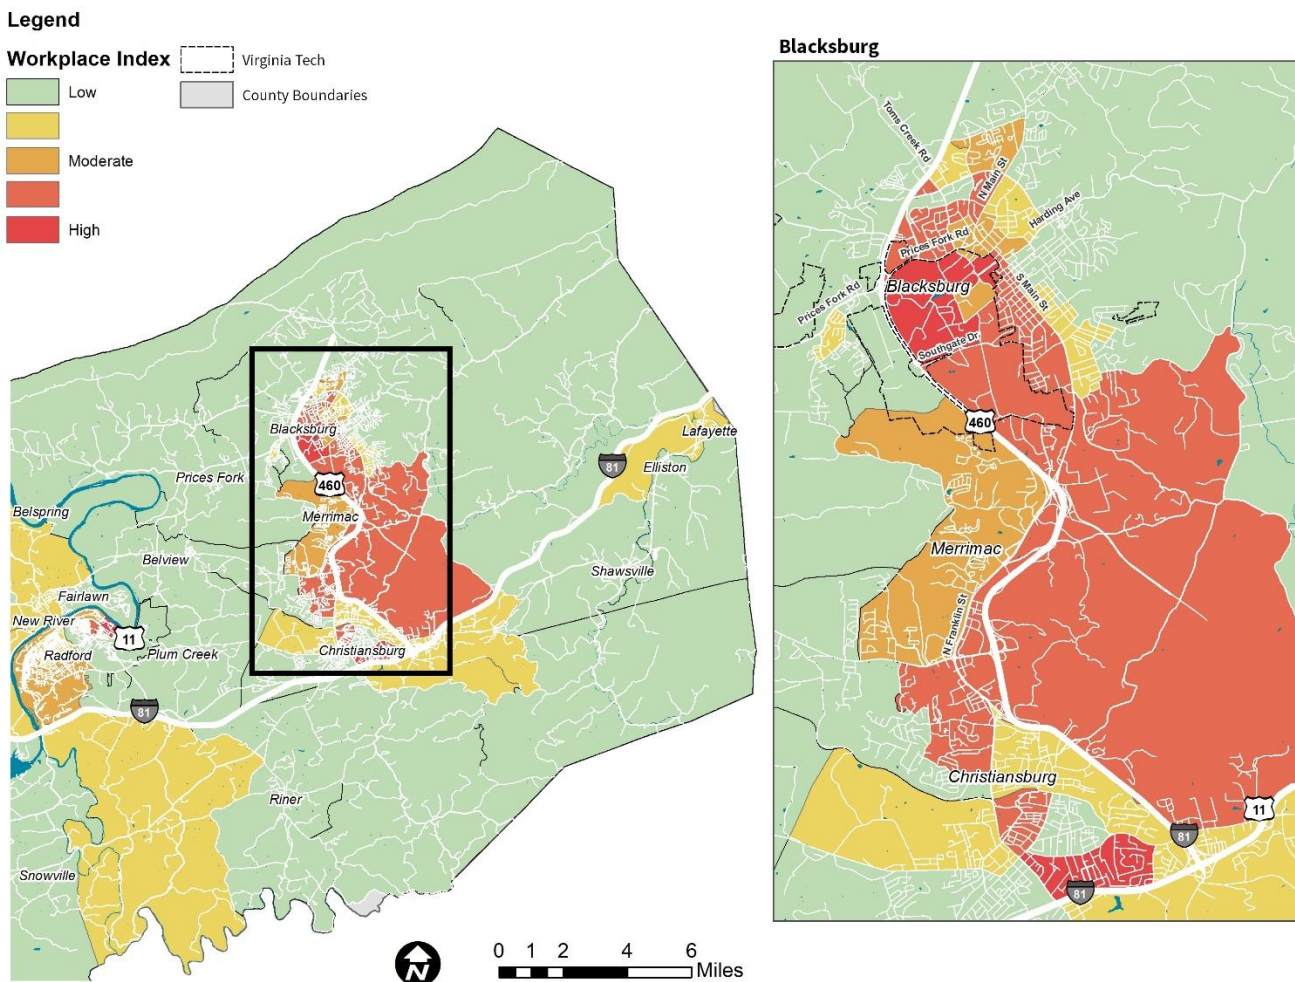 Legend
Workplace Index
Virginia Tech
Low
County Boundaries
Moderate
High
Blacksburg
460
Prices Fork
Merrimac
Belspring
Belview
Fairlawn
New River
11
Radford
Plum Creek
Christiansburg
81
Lafayette
Elliston
Shawsville
81
Riner
Snowville
N
0 1 2 4 6
Miles
Blacksburg
Toms Creek Rd
N Main St
Harding Ave
Prices Fork Rd
Blacksburg
S Main St
Prices Fork Rd
Southgate Dr
460
Merrimac
N Franklin St
Christiansburg
11
81
81